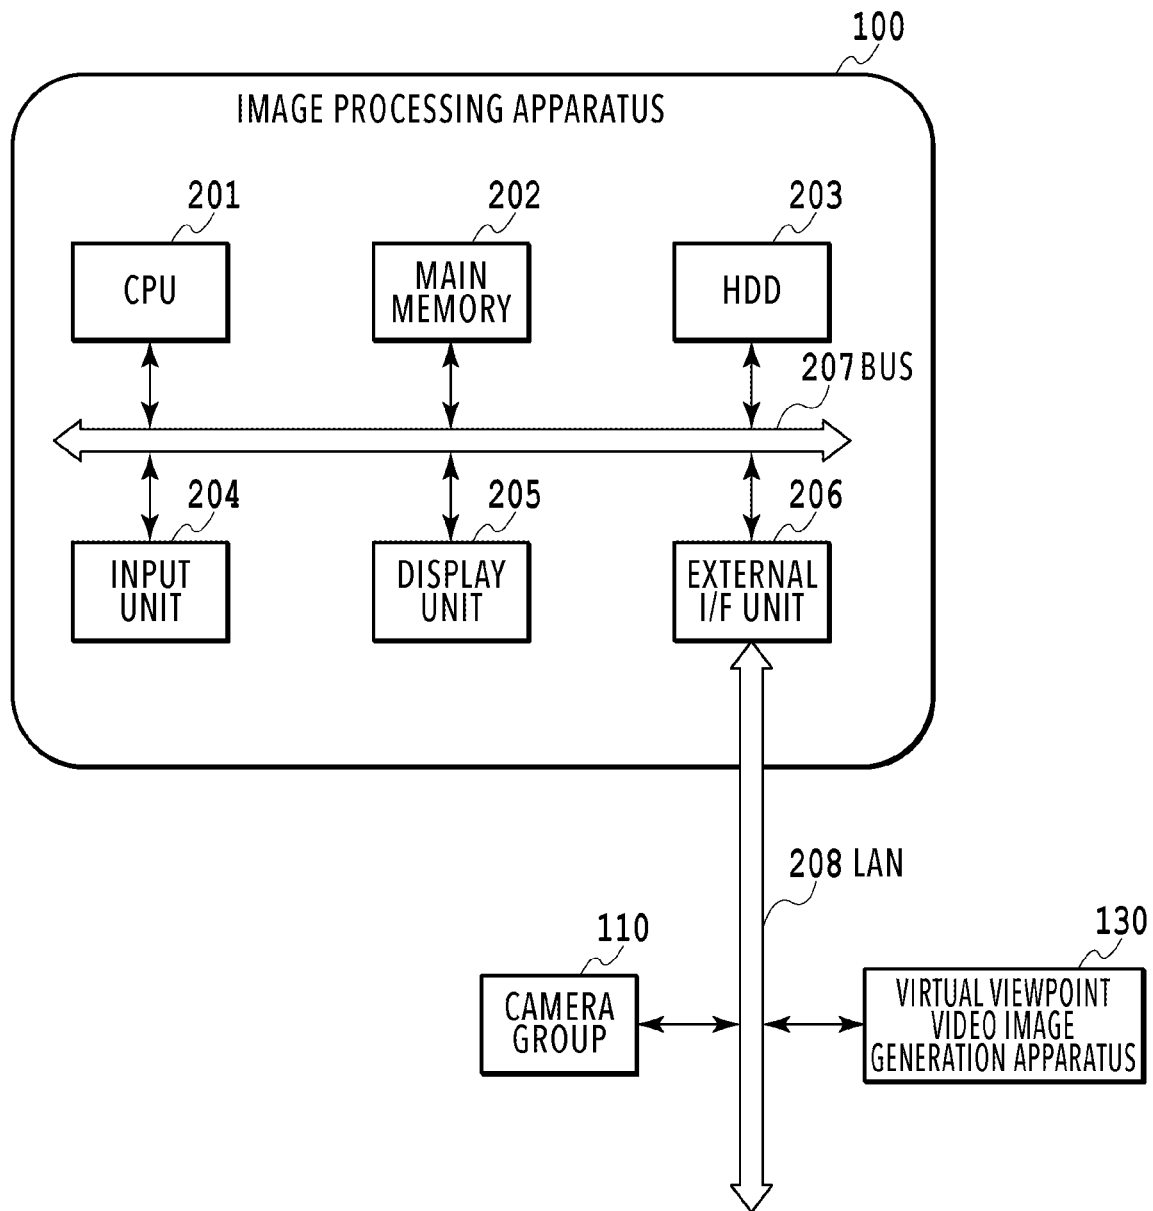 100
IMAGE PROCESSING APPARATUS
201
202
203
CPU
MAIN
MEMORY
HDD
207 BUS
204
205
206
INPUT
UNIT
DISPLAY
UNIT
EXTERNAL
I/F UNIT
208 LAN
110
130
CAMERA
GROUP
VIRTUAL VIEWPOINT
VIDEO IMAGE
GENERATION APPARATUS